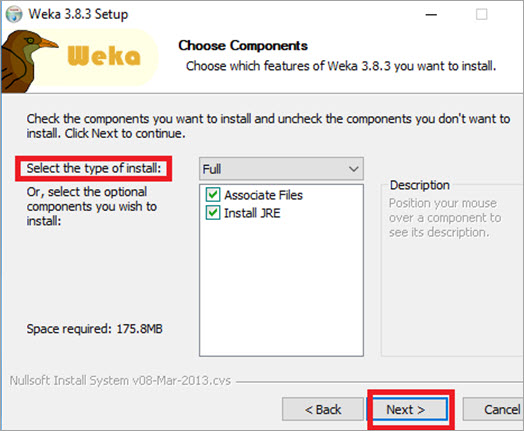 Weka 3.8.3 Setup
Weka
Choose Components
Choose which features of Weka 3.8.3 you want to install.
Check the components you want to install and uncheck the components you don't want to
install. Click Next to continue.
Select the type of install:
Full
Or, select the optional
components you wish to
install:
Associate Files
Install JRE
Description
Position your mouse
over a component to
see its description.
Space required: 175.8MB
Nullsoft Install System v08-Mar-2013.cvs
< Back
Next >
Cancel